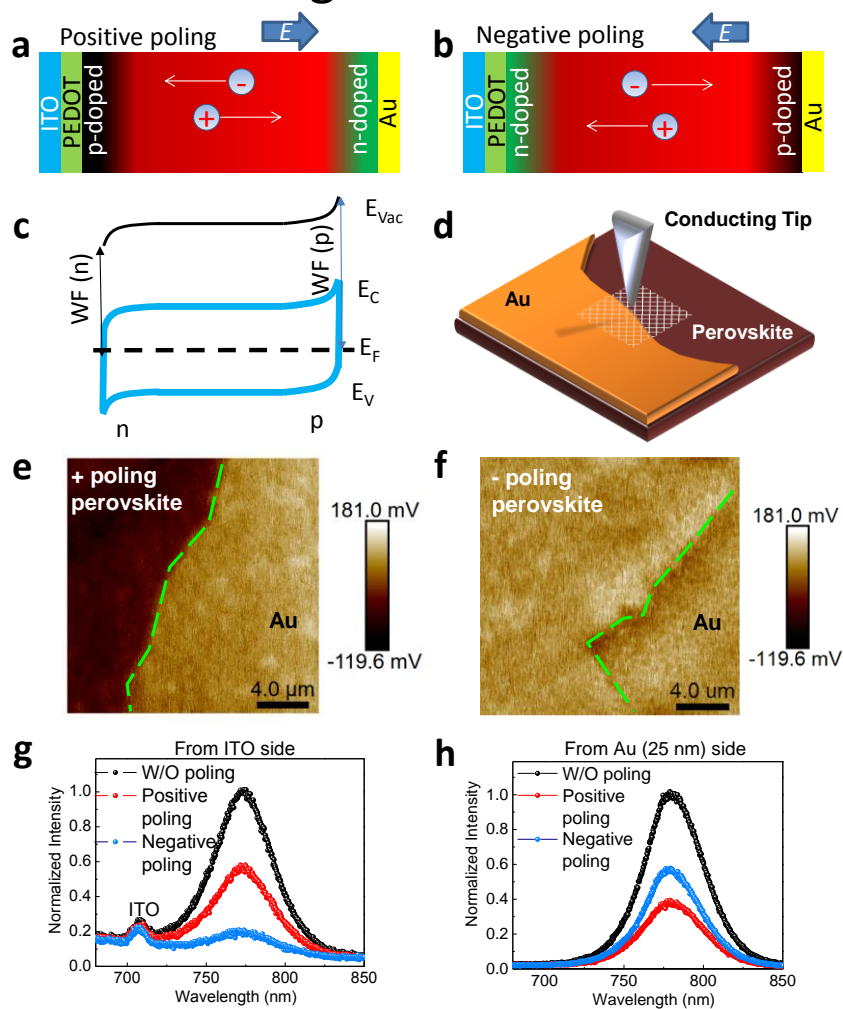 a Positive poling E
ITO
PEDOT
p-doped
-
+
n-doped
Au
b Negative poling E
ITO
PEDOT
n-doped
-
+
p-doped
Au
c
WF (n)
WF (p)
EVac
EC
EF
EV
n p
d
Conducting Tip
Au
Perovskite
e
+ poling
perovskite
Au
4.0 µm
181.0 mV
-119.6 mV
f
- poling
perovskite
Au
4.0 um
181.0 mV
-119.6 mV
g
From ITO side
W/O poling
Positive
poling
Negative
poling
ITO
Normalized Intensity
1.0
0.8
0.6
0.4
0.2
0.0
700 750 800 850
Wavelength (nm)
h
From Au (25 nm) side
W/O poling
Positive
poling
Negative
poling
Normalized Intensity
1.0
0.8
0.6
0.4
0.2
0.0
700 750 800 850
Wavelength (nm)